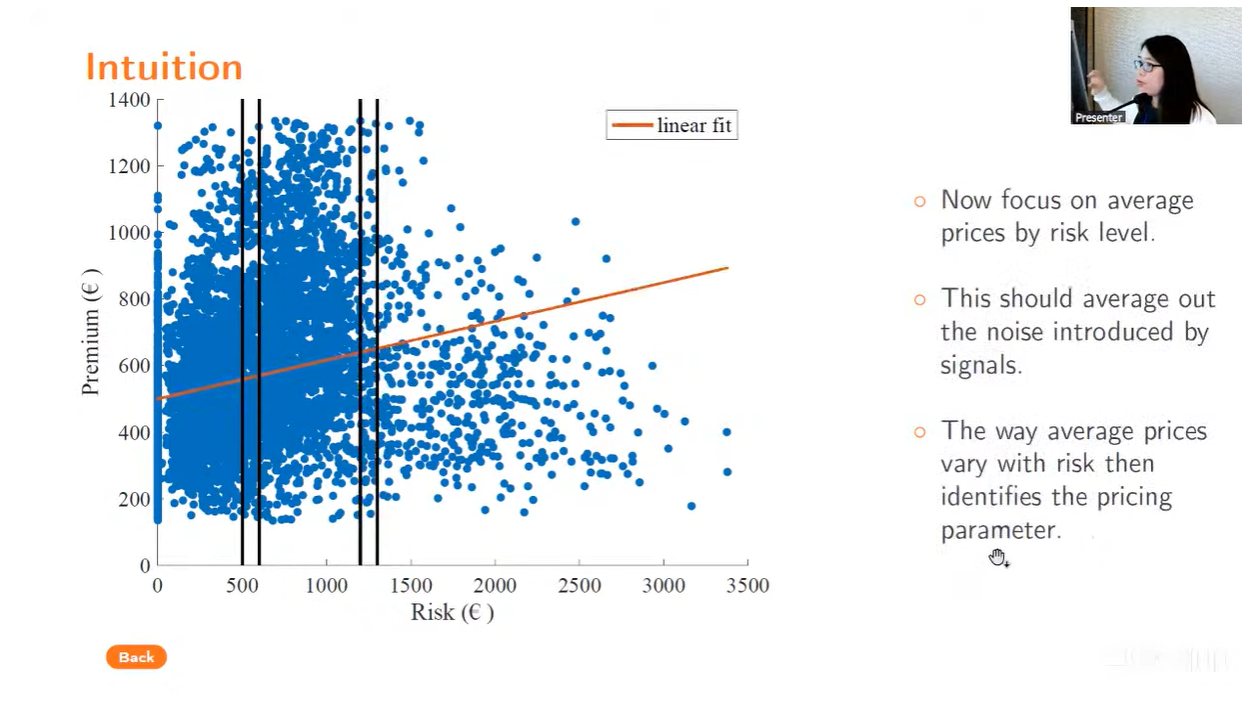 Intuition
Presenter
1400
1200
1000
800
600
400
200
0
Premium (€ )
0 500 1000 1500 2000 2500 3000 3500
Risk (€ )
linear fit
Now focus on average
prices by risk level.
This should average out
the noise introduced by
signals.
The way average prices
vary with risk then
identifies the pricing
parameter.
Back